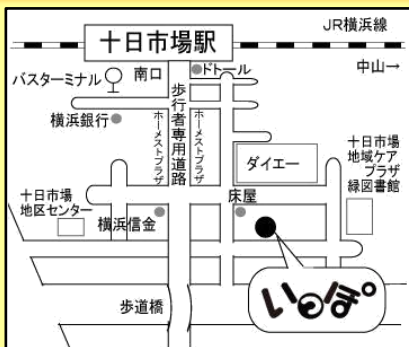 JR横浜線
十日市場駅
中山→
バスターミナル
南口
ドトール
歩行者専用道路
ホーメストプラザ
ホーメストプラザ
横浜銀行
ダイエー
十日市場
地域ケア
プラザ
緑図書館
十日市場
地区センター
横浜信金
床屋
いっぽ°
歩道橋